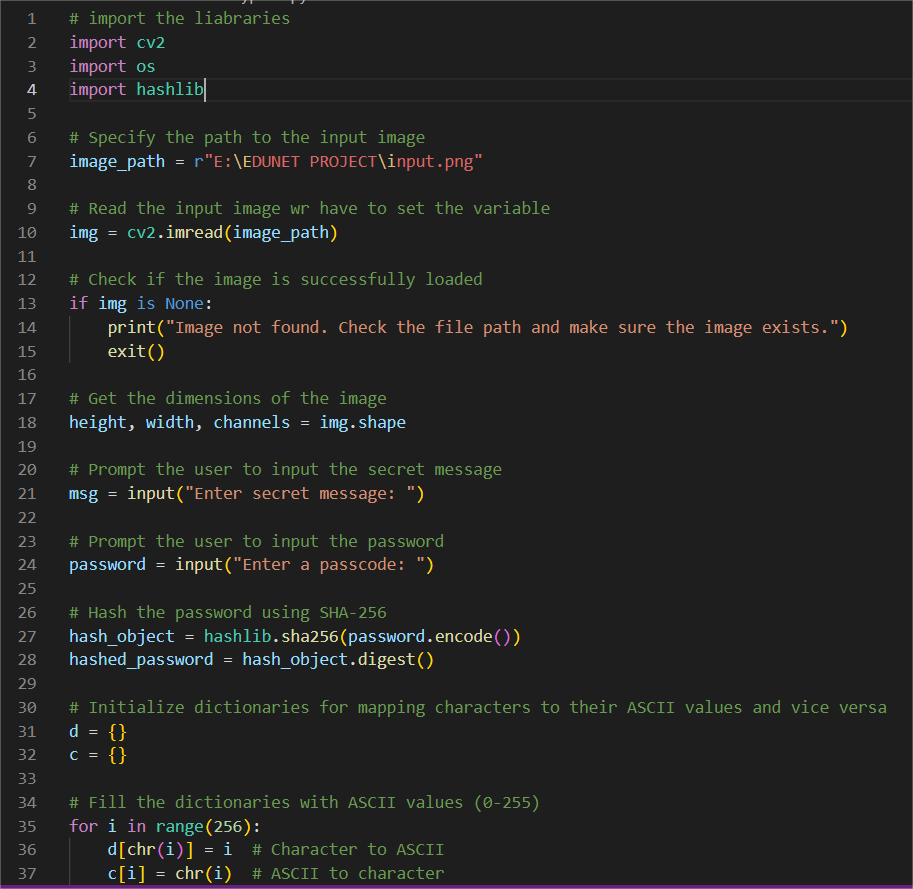 1 # import the liabraries
2 import cv2
3 import os
4 import hashlib
5
6 # Specify the path to the input image
7 image_path = r"E:\EDUNET PROJECT\input.png"
8
9 # Read the input image wr have to set the variable
10 img = cv2.imread(image_path)
11
12 # Check if the image is successfully loaded
13 if img is None:
14     print("Image not found. Check the file path and make sure the image exists.")
15     exit()
16
17 # Get the dimensions of the image
18 height, width, channels = img.shape
19
20 # Prompt the user to input the secret message
21 msg = input("Enter secret message: ")
22
23 # Prompt the user to input the password
24 password = input("Enter a passcode: ")
25
26 # Hash the password using SHA-256
27 hash_object = hashlib.sha256(password.encode())
28 hashed_password = hash_object.digest()
29
30 # Initialize dictionaries for mapping characters to their ASCII values and vice versa
31 d = {}
32 c = {}
33
34 # Fill the dictionaries with ASCII values (0-255)
35 for i in range(256):
36     d[chr(i)] = i  # Character to ASCII
37     c[i] = chr(i)  # ASCII to character